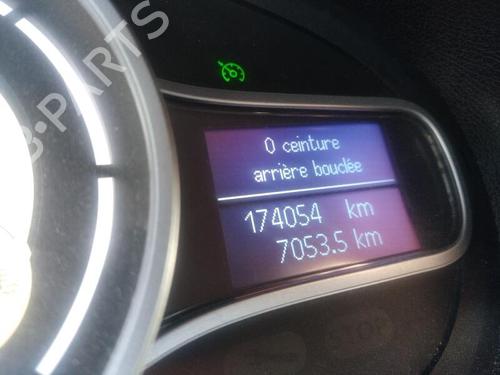 B-PARTS
0 ceinture
arrière bouclée
174054 km
7053.5 km